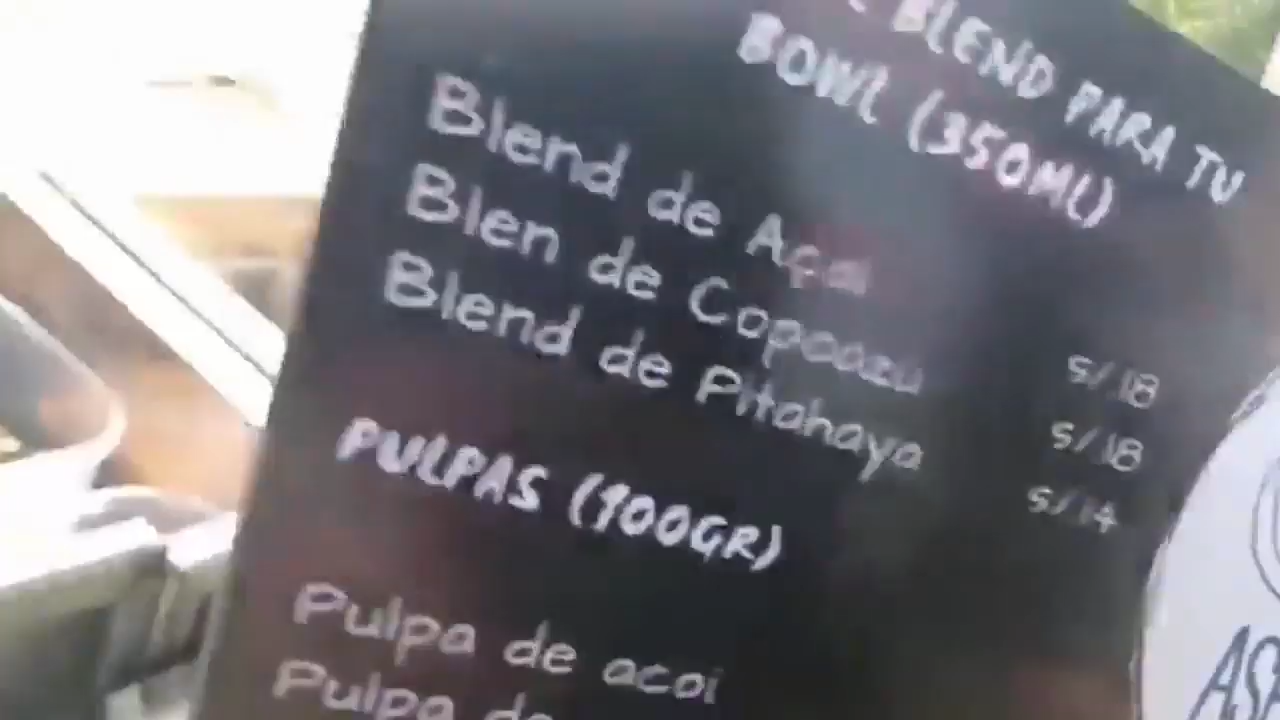 BLEND PARA TU
BOWL (350ML)
Blend de Açai S/18
Blen de Copoazu S/18
Blend de Pitahaya S/14
PULPAS (100GR)
Pulpa de acai
Pulpa de